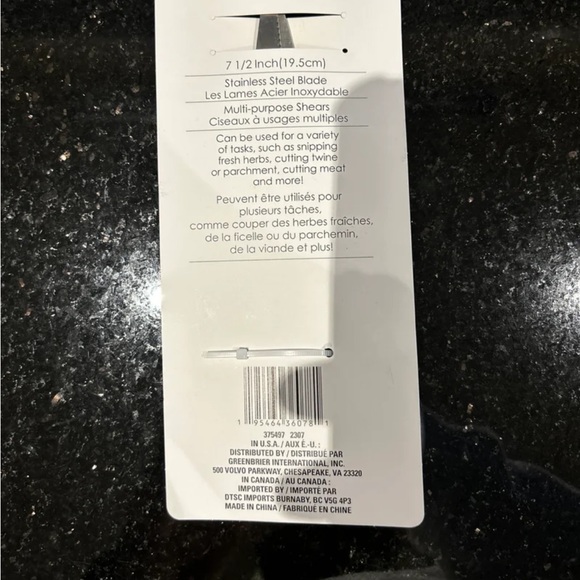 7 1/2 Inch(19.5cm)
Stainless Steel Blade
Les Lames Acier Inoxydable
Multi-purpose Shears
Ciseaux à usages multiples
Can be used for a variety
of tasks, such as snipping
fresh herbs, cutting twine
or parchment, cutting meat
and more!
Peuvent être utilisés pour
plusieurs tâches,
comme couper des herbes fraîches,
de la ficelle ou du parchemin,
de la viande et plus!
1 95464 36078 1
375497 2307
IN U.S.A. / AUX É.-U. :
DISTRIBUTED BY / DISTRIBUÉ PAR
GREENBRIER INTERNATIONAL, INC.
500 VOLVO PARKWAY, CHESAPEAKE, VA 23320
IN CANADA / AU CANADA :
IMPORTED BY / IMPORTÉ PAR
DTSC IMPORTS BURNABY, BC V5G 4P3
MADE IN CHINA / FABRIQUÉ EN CHINE